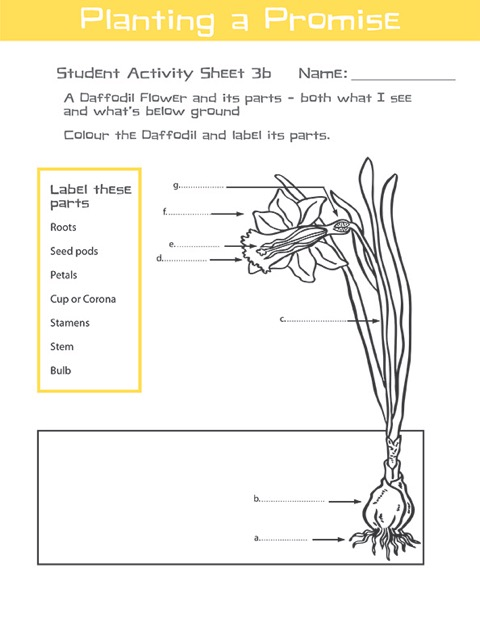 Planting a Promise
Student Activity Sheet 3b Name: _______________
A Daffodil Flower and its parts - both what I see
and what's below ground
Colour the Daffodil and label its parts.
Label these
parts
Roots
Seed pods
Petals
Cup or Corona
Stamens
Stem
Bulb
g..................
f..................
e..................
d..................
c........................
b........................
a..................